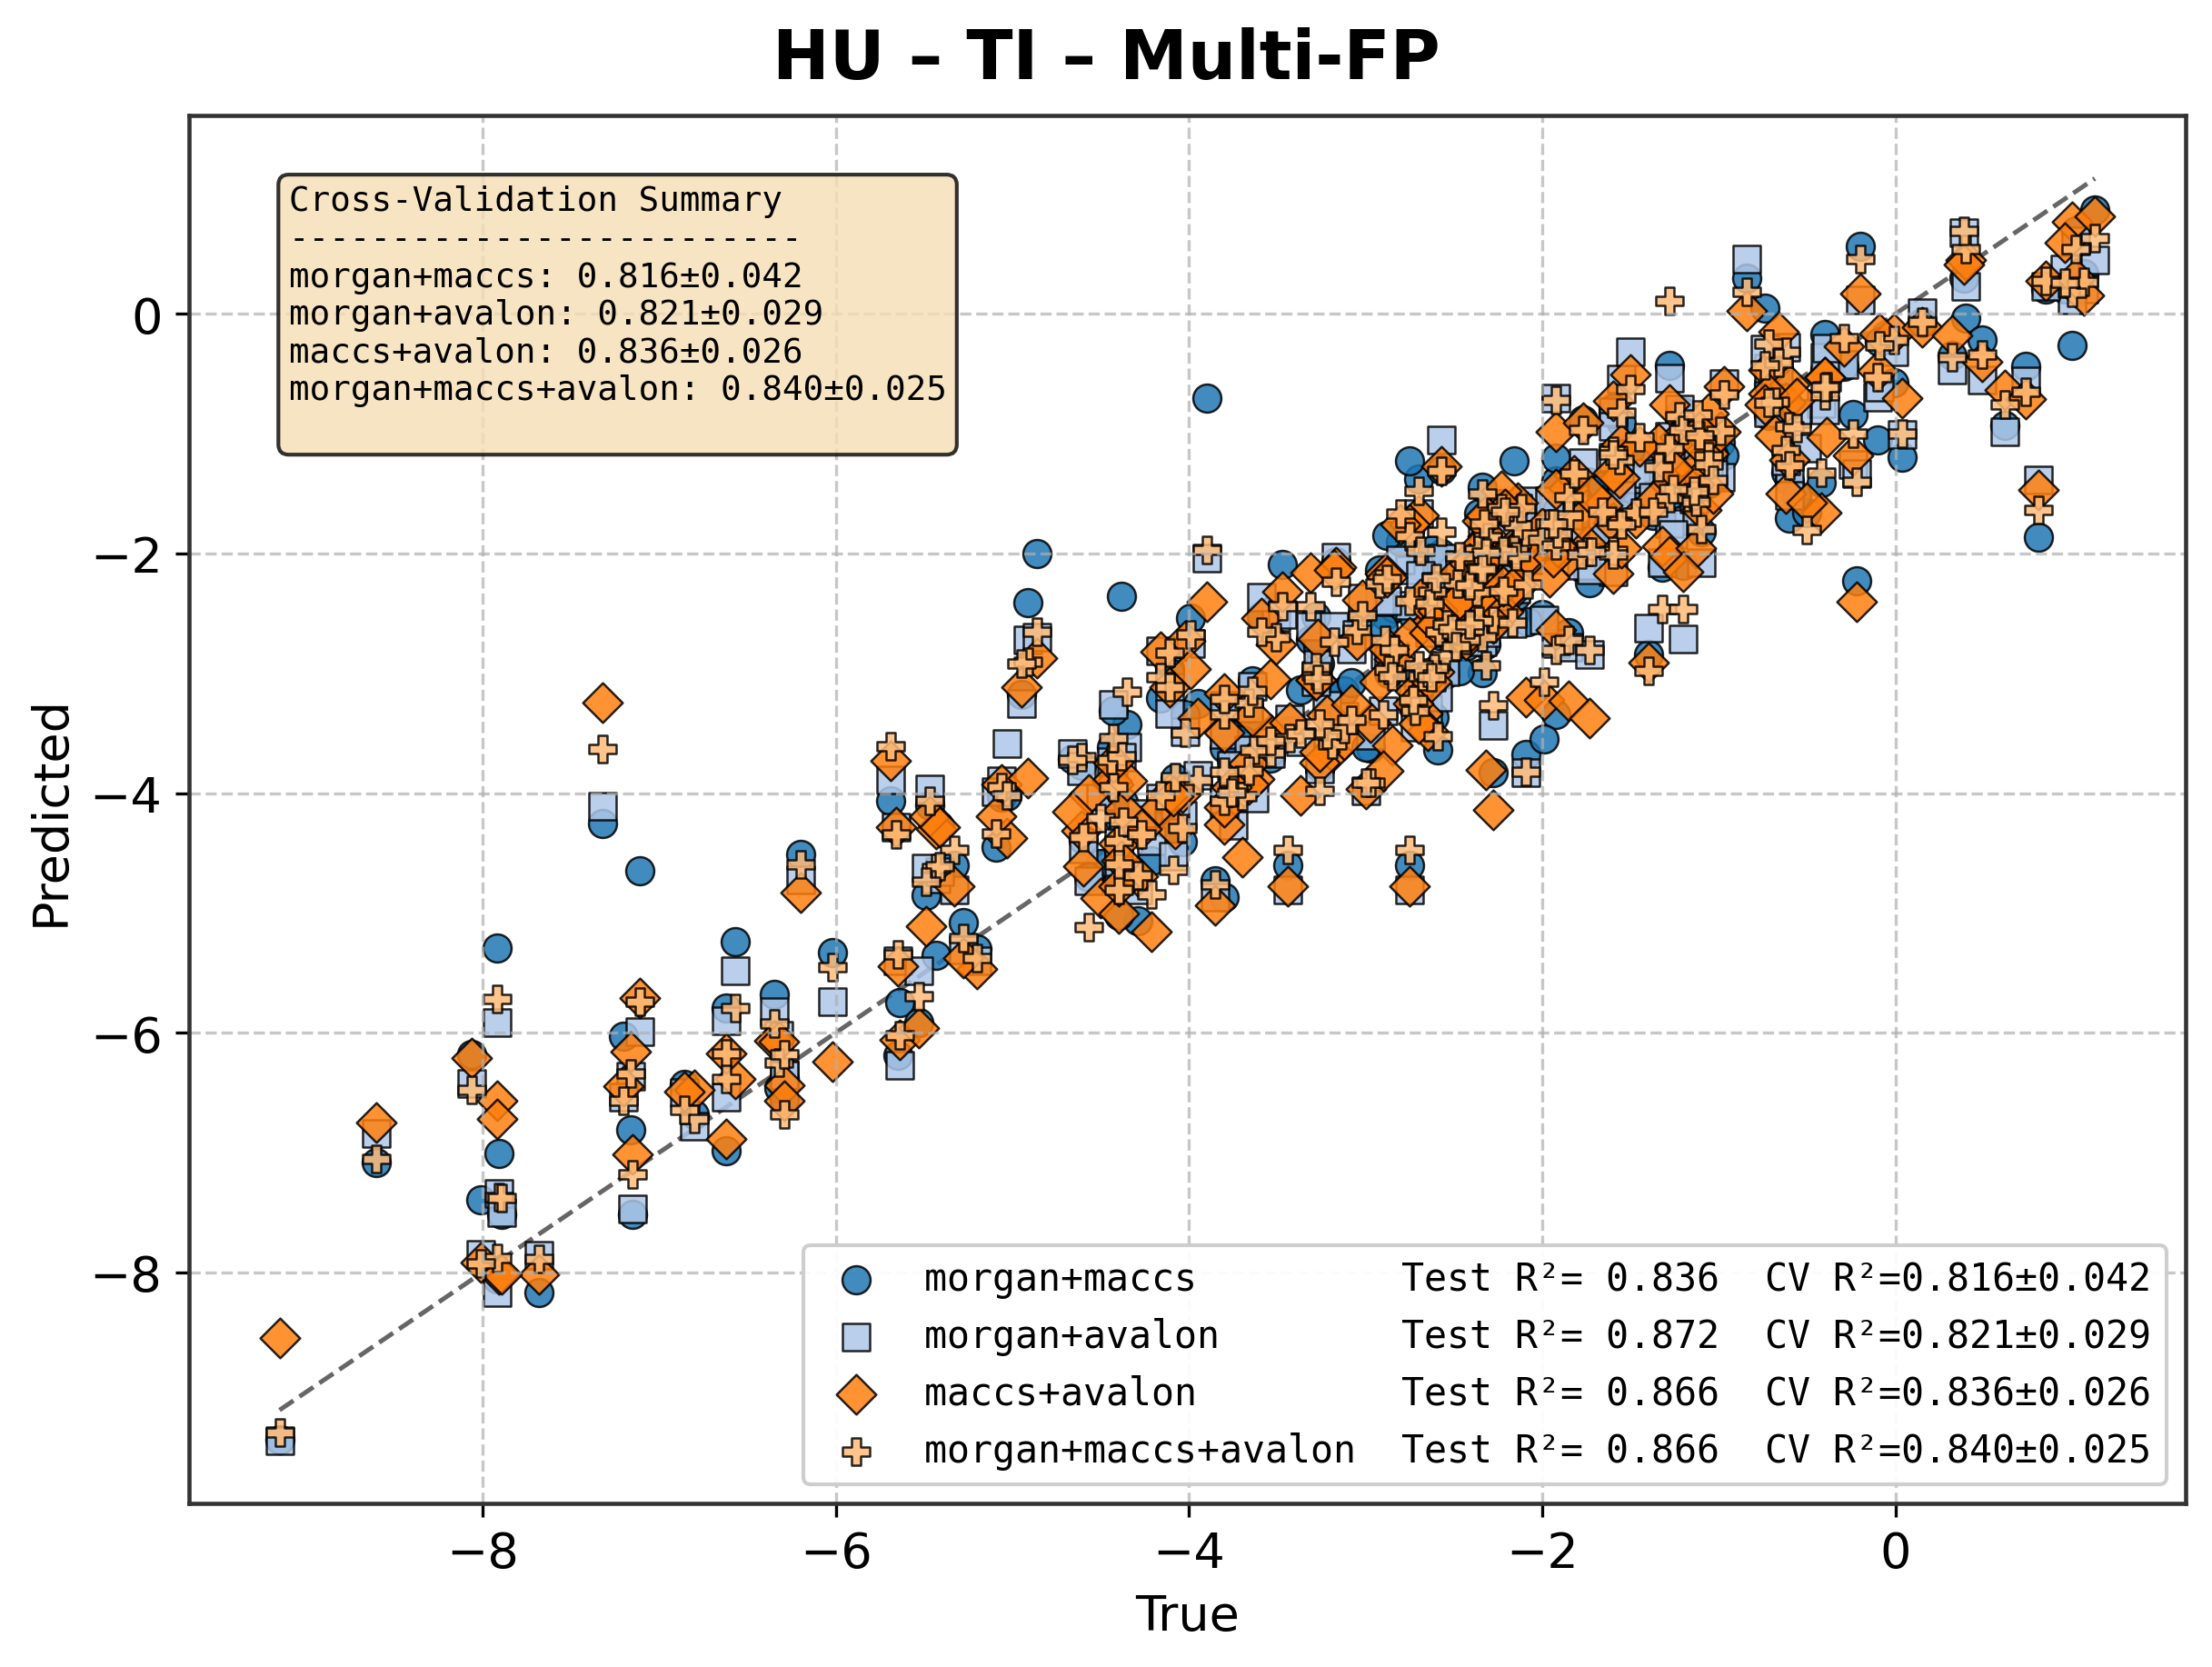 HU – TI – Multi-FP
Cross-Validation Summary
-------------------------
morgan+maccs: 0.816±0.042
morgan+avalon: 0.821±0.029
maccs+avalon: 0.836±0.026
morgan+maccs+avalon: 0.840±0.025
0
−2
−4
−6
−8
Predicted
morgan+maccs Test R²= 0.836 CV R²=0.816±0.042
morgan+avalon Test R²= 0.872 CV R²=0.821±0.029
maccs+avalon Test R²= 0.866 CV R²=0.836±0.026
morgan+maccs+avalon Test R²= 0.866 CV R²=0.840±0.025
−8 −6 −4 −2 0
True